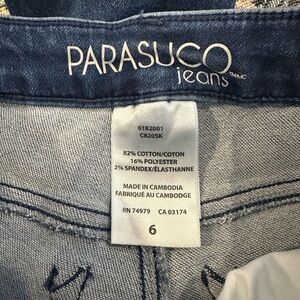 PARASUCO
jeans TM/MC
6182001
C8205K
82% COTTON/COTON
16% POLYESTER
2% SPANDEX/ÉLASTHANNE
MADE IN CAMBODIA
FABRIQUÉ AU CAMBODGE
RN 74979 CA 03174
6